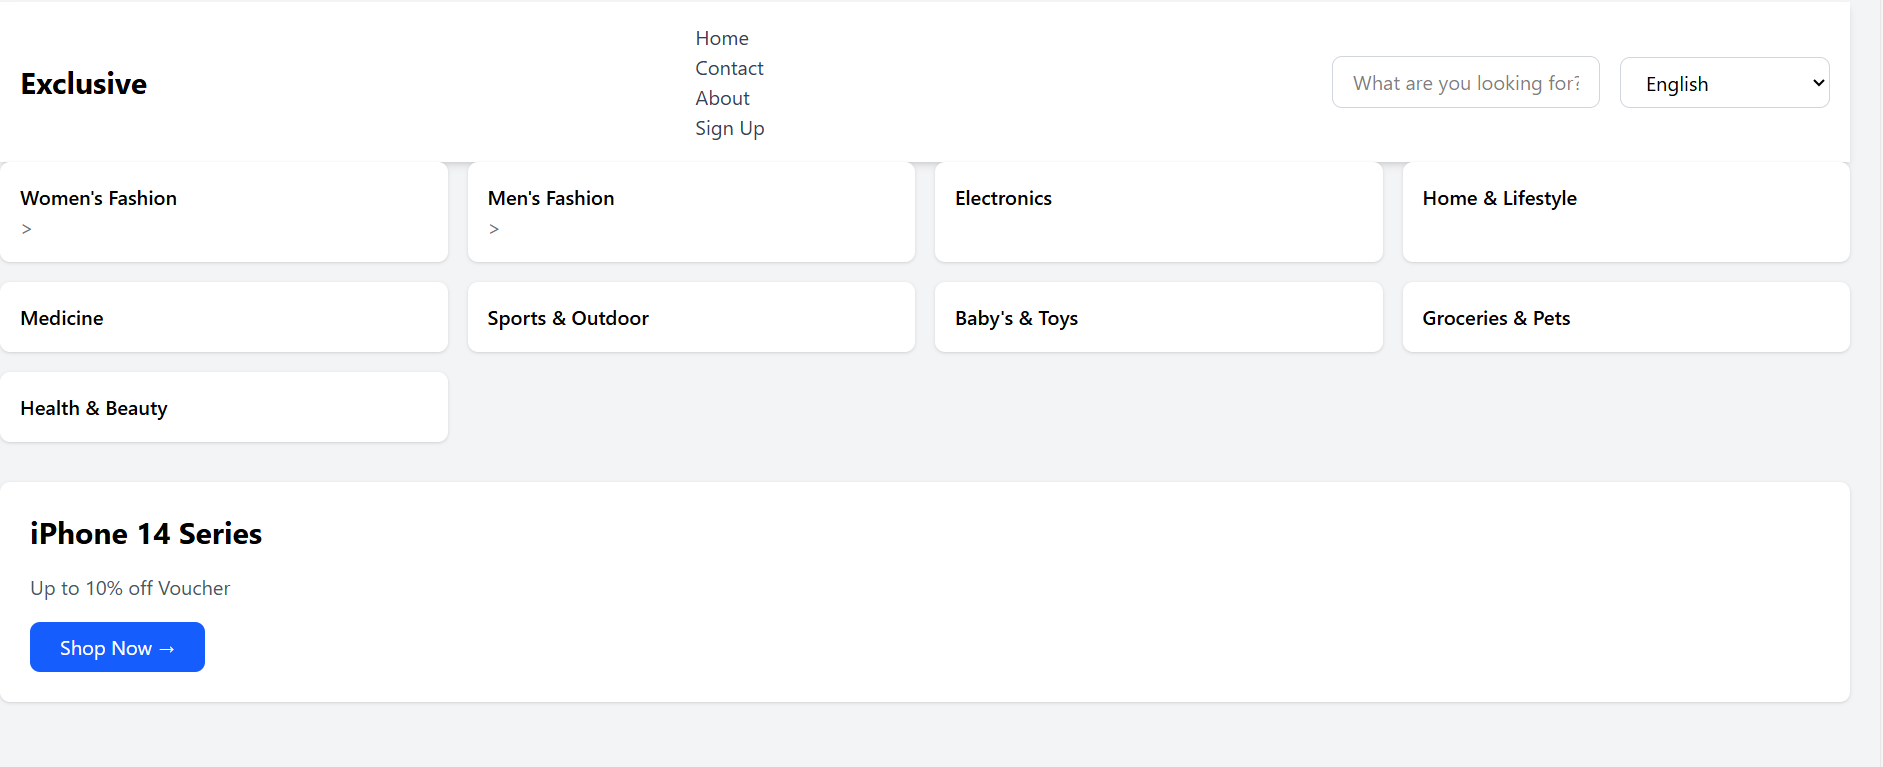 Exclusive
Home
Contact
About
Sign Up
What are you looking for?
English
Women's Fashion
>
Men's Fashion
>
Electronics
Home & Lifestyle
Medicine
Sports & Outdoor
Baby's & Toys
Groceries & Pets
Health & Beauty
iPhone 14 Series
Up to 10% off Voucher
Shop Now →